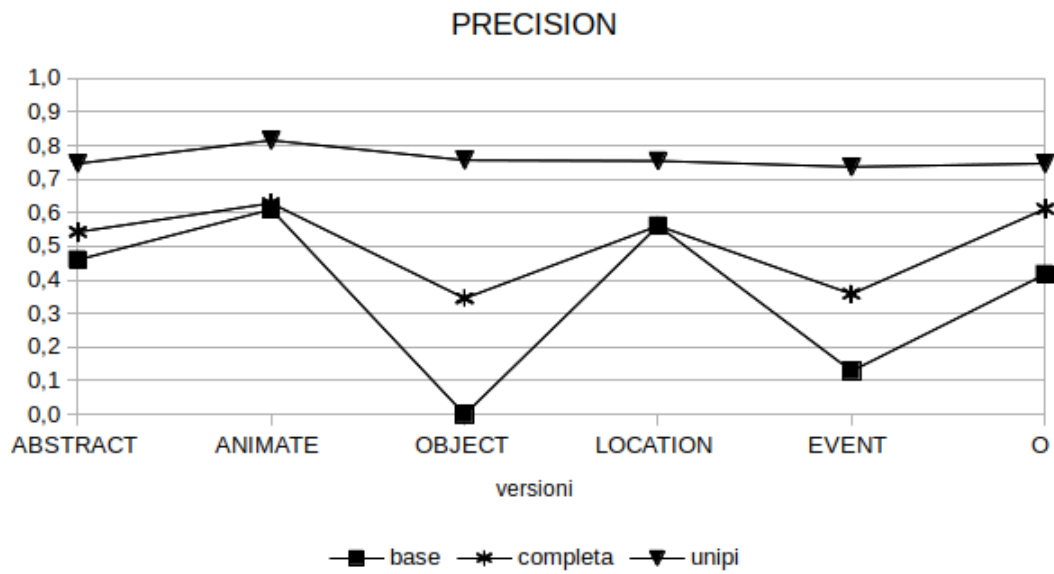 PRECISION
1,0
0,9
0,8
0,7
0,6
0,5
0,4
0,3
0,2
0,1
0,0
ABSTRACT ANIMATE OBJECT LOCATION EVENT O
versioni
base completa unipi